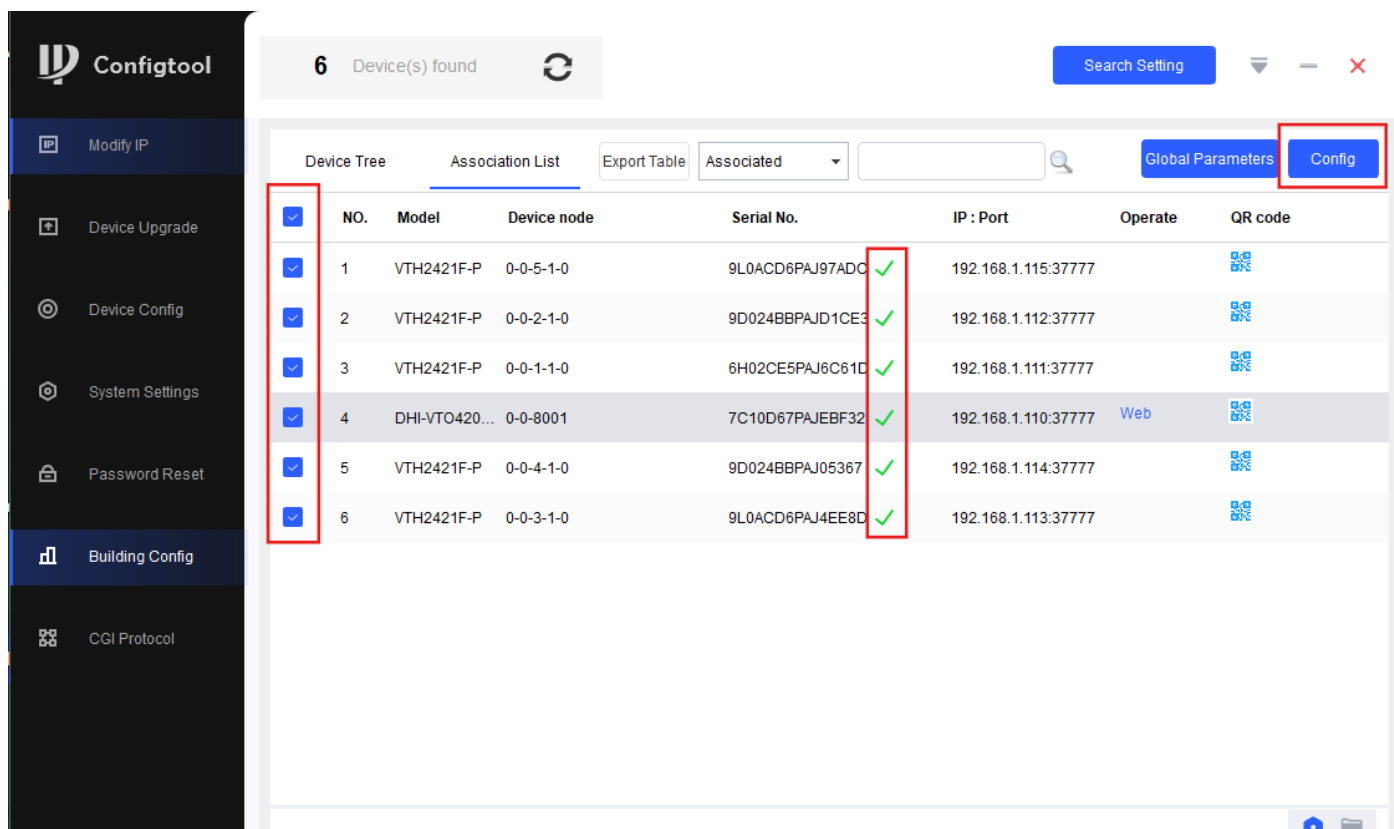 Configtool
6 Device(s) found
Search Setting
Modify IP
Device Upgrade
Device Config
System Settings
Password Reset
Building Config
CGI Protocol
Device Tree Association List Export Table Associated Global Parameters Config
NO. Model Device node Serial No. IP : Port Operate QR code
1 VTH2421F-P 0-0-5-1-0 9L0ACD6PAJ97ADC 192.168.1.115:37777
2 VTH2421F-P 0-0-2-1-0 9D024BBPAJD1CE3 192.168.1.112:37777
3 VTH2421F-P 0-0-1-1-0 6H02CE5PAJ6C61D 192.168.1.111:37777
4 DHI-VTO420... 0-0-8001 7C10D67PAJEBF32 192.168.1.110:37777 Web
5 VTH2421F-P 0-0-4-1-0 9D024BBPAJ05367 192.168.1.114:37777
6 VTH2421F-P 0-0-3-1-0 9L0ACD6PAJ4EE8D 192.168.1.113:37777